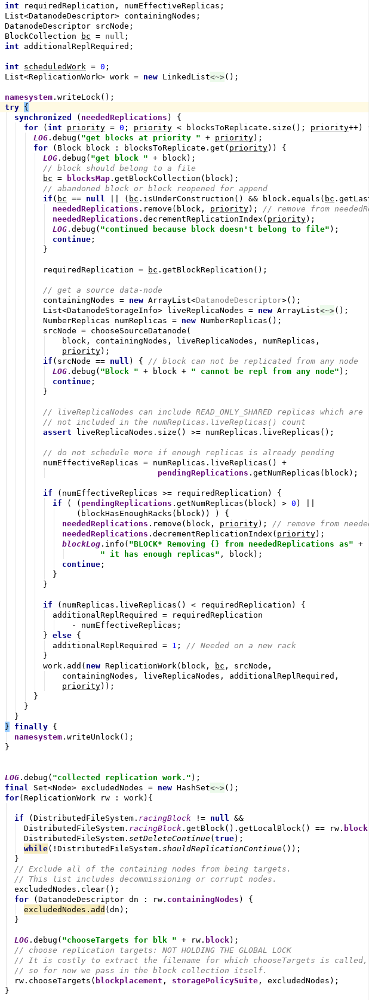 int requiredReplication, numEffectiveReplicas;
List<DatanodeDescriptor> containingNodes;
DatanodeDescriptor srcNode;
BlockCollection bc = null;
int additionalReplRequired;

int scheduledWork = 0;
List<ReplicationWork> work = new LinkedList<~>();

namesystem.writeLock();
try {
  synchronized (neededReplications) {
    for (int priority = 0; priority < blocksToReplicate.size(); priority++) {
      LOG.debug("get blocks at priority " + priority);
      for (Block block : blocksToReplicate.get(priority)) {
        LOG.debug("get block " + block);
        // block should belong to a file
        bc = blocksMap.getBlockCollection(block);
        // abandoned block or block reopened for append
        if(bc == null || (bc.isUnderConstruction() && block.equals(bc.getLast
          neededReplications.remove(block, priority); // remove from neededRe
          neededReplications.decrementReplicationIndex(priority);
          LOG.debug("continued because block doesn't belong to file");
          continue;
        }

        requiredReplication = bc.getBlockReplication();

        // get a source data-node
        containingNodes = new ArrayList<DatanodeDescriptor>();
        List<DatanodeStorageInfo> liveReplicaNodes = new ArrayList<~>();
        NumberReplicas numReplicas = new NumberReplicas();
        srcNode = chooseSourceDatanode(
            block, containingNodes, liveReplicaNodes, numReplicas,
            priority);
        if(srcNode == null) { // block can not be replicated from any node
          LOG.debug("Block " + block + " cannot be repl from any node");
          continue;
        }

        // liveReplicaNodes can include READ_ONLY_SHARED replicas which are
        // not included in the numReplicas.liveReplicas() count
        assert liveReplicaNodes.size() >= numReplicas.liveReplicas();

        // do not schedule more if enough replicas is already pending
        numEffectiveReplicas = numReplicas.liveReplicas() +
                                pendingReplications.getNumReplicas(block);

        if (numEffectiveReplicas >= requiredReplication) {
          if ( (pendingReplications.getNumReplicas(block) > 0) ||
               (blockHasEnoughRacks(block)) ) {
            neededReplications.remove(block, priority); // remove from needed
            neededReplications.decrementReplicationIndex(priority);
            blockLog.info("BLOCK* Removing {} from neededReplications as" +
                    " it has enough replicas", block);
            continue;
          }
        }

        if (numReplicas.liveReplicas() < requiredReplication) {
          additionalReplRequired = requiredReplication
              - numEffectiveReplicas;
        } else {
          additionalReplRequired = 1; // Needed on a new rack
        }
        work.add(new ReplicationWork(block, bc, srcNode,
            containingNodes, liveReplicaNodes, additionalReplRequired,
            priority));
      }
    }
  }
} finally {
  namesystem.writeUnlock();
}

LOG.debug("collected replication work.");
final Set<Node> excludedNodes = new HashSet<~>();
for(ReplicationWork rw : work){

  if (DistributedFileSystem.racingBlock != null &&
    DistributedFileSystem.racingBlock.getBlock().getLocalBlock() == rw.block
    DistributedFileSystem.setDeleteContinue(true);
    while(!DistributedFileSystem.shouldReplicationContinue());
  }
  // Exclude all of the containing nodes from being targets.
  // This list includes decommissioning or corrupt nodes.
  excludedNodes.clear();
  for (DatanodeDescriptor dn : rw.containingNodes) {
    excludedNodes.add(dn);
  }

  LOG.debug("chooseTargets for blk " + rw.block);
  // choose replication targets: NOT HOLDING THE GLOBAL LOCK
  // It is costly to extract the filename for which chooseTargets is called,
  // so for now we pass in the block collection itself.
  rw.chooseTargets(blockplacement, storagePolicySuite, excludedNodes);
}